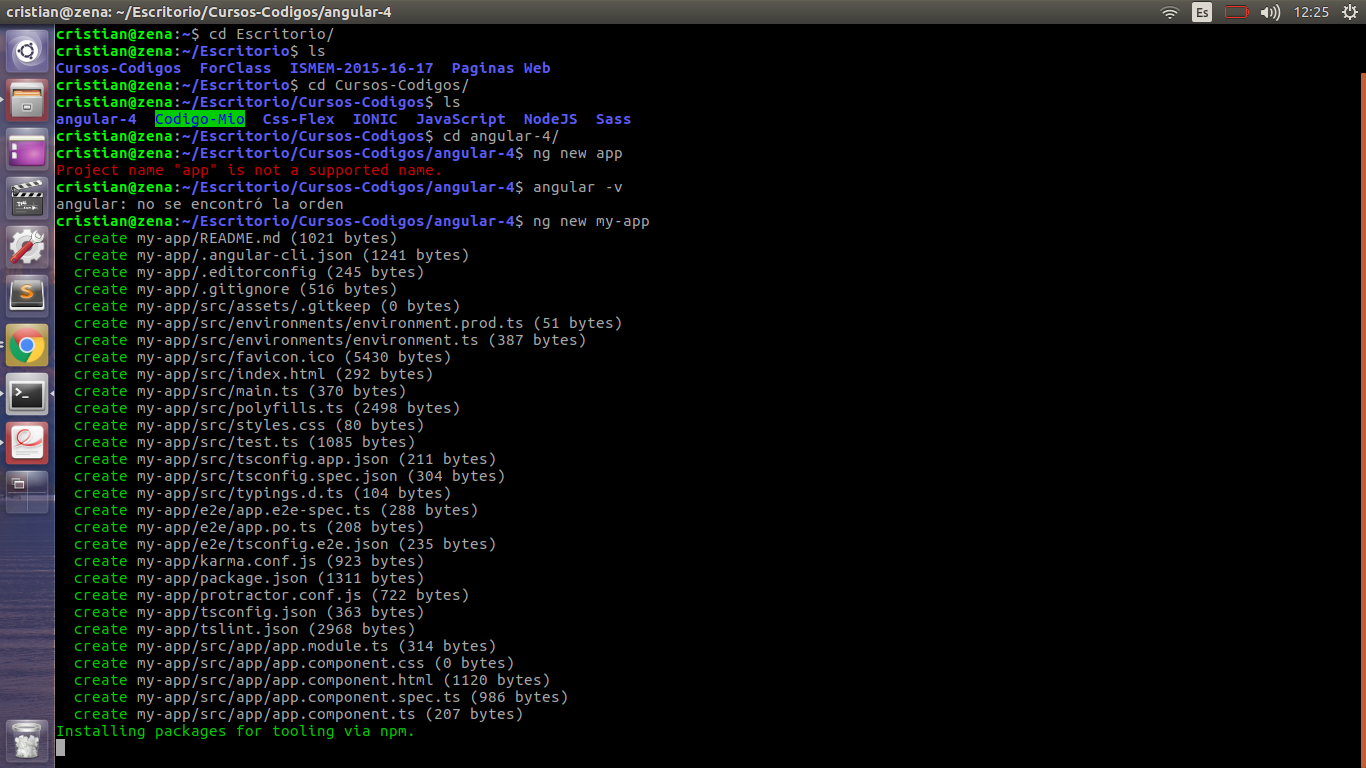 cristian@zena: ~/Escritorio/Cursos-Codigos/angular-4
Es
12:25
cristian@zena:~$ cd Escritorio/
cristian@zena:~/Escritorio$ ls
Cursos-Codigos  ForClass  ISMEM-2015-16-17  Paginas Web
cristian@zena:~/Escritorio$ cd Cursos-Codigos/
cristian@zena:~/Escritorio/Cursos-Codigos$ ls
angular-4  Codigo-Mio  Css-Flex  IONIC  JavaScript  NodeJS  Sass
cristian@zena:~/Escritorio/Cursos-Codigos$ cd angular-4/
cristian@zena:~/Escritorio/Cursos-Codigos/angular-4$ ng new app
Project name "app" is not a supported name.
cristian@zena:~/Escritorio/Cursos-Codigos/angular-4$ angular -v
angular: no se encontró la orden
cristian@zena:~/Escritorio/Cursos-Codigos/angular-4$ ng new my-app
  create my-app/README.md (1021 bytes)
  create my-app/.angular-cli.json (1241 bytes)
  create my-app/.editorconfig (245 bytes)
  create my-app/.gitignore (516 bytes)
  create my-app/src/assets/.gitkeep (0 bytes)
  create my-app/src/environments/environment.prod.ts (51 bytes)
  create my-app/src/environments/environment.ts (387 bytes)
  create my-app/src/favicon.ico (5430 bytes)
  create my-app/src/index.html (292 bytes)
  create my-app/src/main.ts (370 bytes)
  create my-app/src/polyfills.ts (2498 bytes)
  create my-app/src/styles.css (80 bytes)
  create my-app/src/test.ts (1085 bytes)
  create my-app/src/tsconfig.app.json (211 bytes)
  create my-app/src/tsconfig.spec.json (304 bytes)
  create my-app/src/typings.d.ts (104 bytes)
  create my-app/e2e/app.e2e-spec.ts (288 bytes)
  create my-app/e2e/app.po.ts (208 bytes)
  create my-app/e2e/tsconfig.e2e.json (235 bytes)
  create my-app/karma.conf.js (923 bytes)
  create my-app/package.json (1311 bytes)
  create my-app/protractor.conf.js (722 bytes)
  create my-app/tsconfig.json (363 bytes)
  create my-app/tslint.json (2968 bytes)
  create my-app/src/app/app.module.ts (314 bytes)
  create my-app/src/app/app.component.css (0 bytes)
  create my-app/src/app/app.component.html (1120 bytes)
  create my-app/src/app/app.component.spec.ts (986 bytes)
  create my-app/src/app/app.component.ts (207 bytes)
Installing packages for tooling via npm.